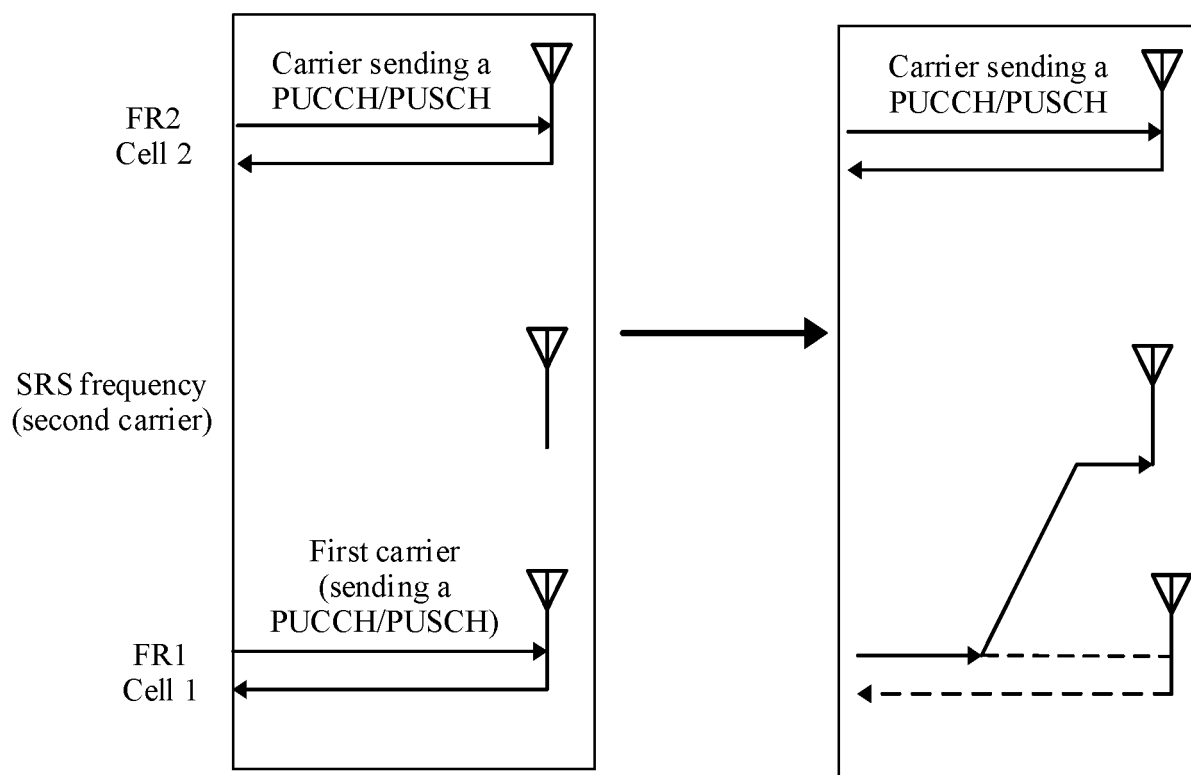 Carrier sending a
PUCCH/PUSCH
FR2
Cell 2
SRS frequency
(second carrier)
First carrier
(sending a
PUCCH/PUSCH)
FR1
Cell 1
Carrier sending a
PUCCH/PUSCH